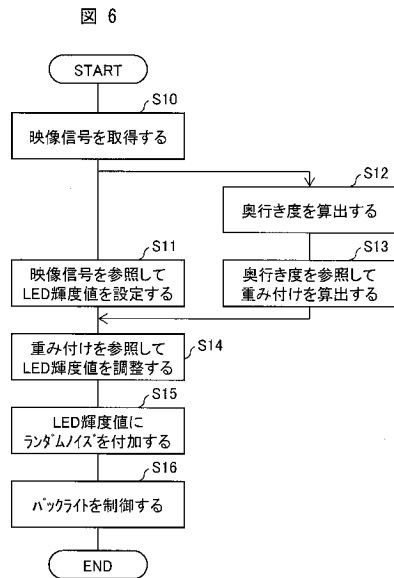 図 6
START
S10
映像信号を取得する
S12
奥行き度を算出する
S11
映像信号を参照して
LED輝度値を設定する
S13
奥行き度を参照して
重み付けを算出する
重み付けを参照して
LED輝度値を調整する
S14
S15
LED輝度値に
ランダムノイズを付加する
S16
バックライトを制御する
END